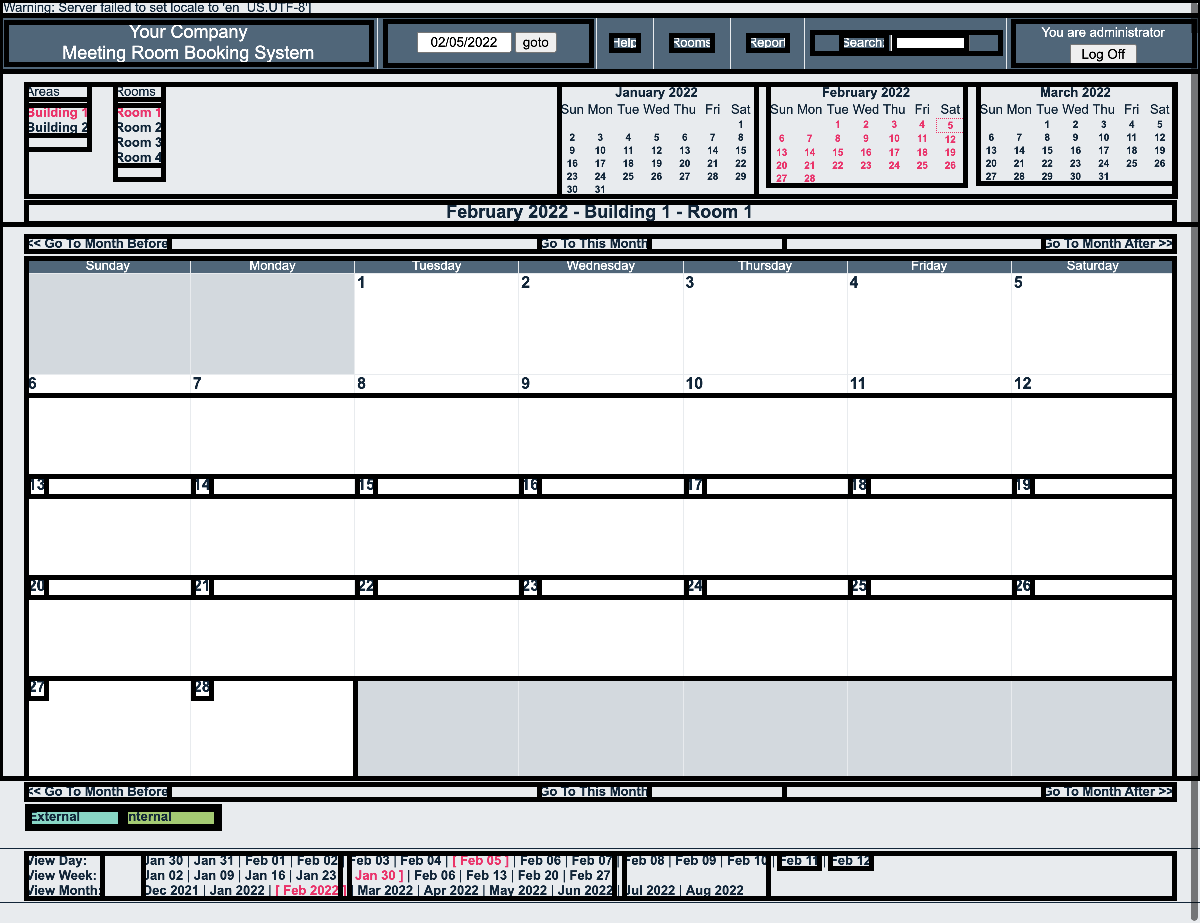 Warning: Server failed to set locale to 'en_US.UTF-8']
Your Company
Meeting Room Booking System
02/05/2022 goto
Help
Rooms
Report
Search:
You are administrator
Log Off
Areas
Building 1
Building 2
Rooms
Room 1
Room 2
Room 3
Room 4
January 2022
Sun Mon Tue Wed Thu Fri Sat
1
2 3 4 5 6 7 8
9 10 11 12 13 14 15
16 17 18 19 20 21 22
23 24 25 26 27 28 29
30 31
February 2022
Sun Mon Tue Wed Thu Fri Sat
1 2 3 4 5
6 7 8 9 10 11 12
13 14 15 16 17 18 19
20 21 22 23 24 25 26
27 28
March 2022
Sun Mon Tue Wed Thu Fri Sat
1 2 3 4 5
6 7 8 9 10 11 12
13 14 15 16 17 18 19
20 21 22 23 24 25 26
27 28 29 30 31
February 2022 - Building 1 - Room 1
<< Go To Month Before Go To This Month Go To Month After >>
Sunday Monday Tuesday Wednesday Thursday Friday Saturday
1 2 3 4 5
6 7 8 9 10 11 12
13 14 15 16 17 18 19
20 21 22 23 24 25 26
27 28
<< Go To Month Before Go To This Month Go To Month After >>
External Internal
View Day: Jan 30 | Jan 31 | Feb 01 | Feb 02 | Feb 03 | Feb 04 | [ Feb 05 ] | Feb 06 | Feb 07 | Feb 08 | Feb 09 | Feb 10 | Feb 11 | Feb 12
View Week: Jan 02 | Jan 09 | Jan 16 | Jan 23 | [ Jan 30 ] | Feb 06 | Feb 13 | Feb 20 | Feb 27
View Month: Dec 2021 | Jan 2022 | [ Feb 2022 ] | Mar 2022 | Apr 2022 | May 2022 | Jun 2022 | Jul 2022 | Aug 2022